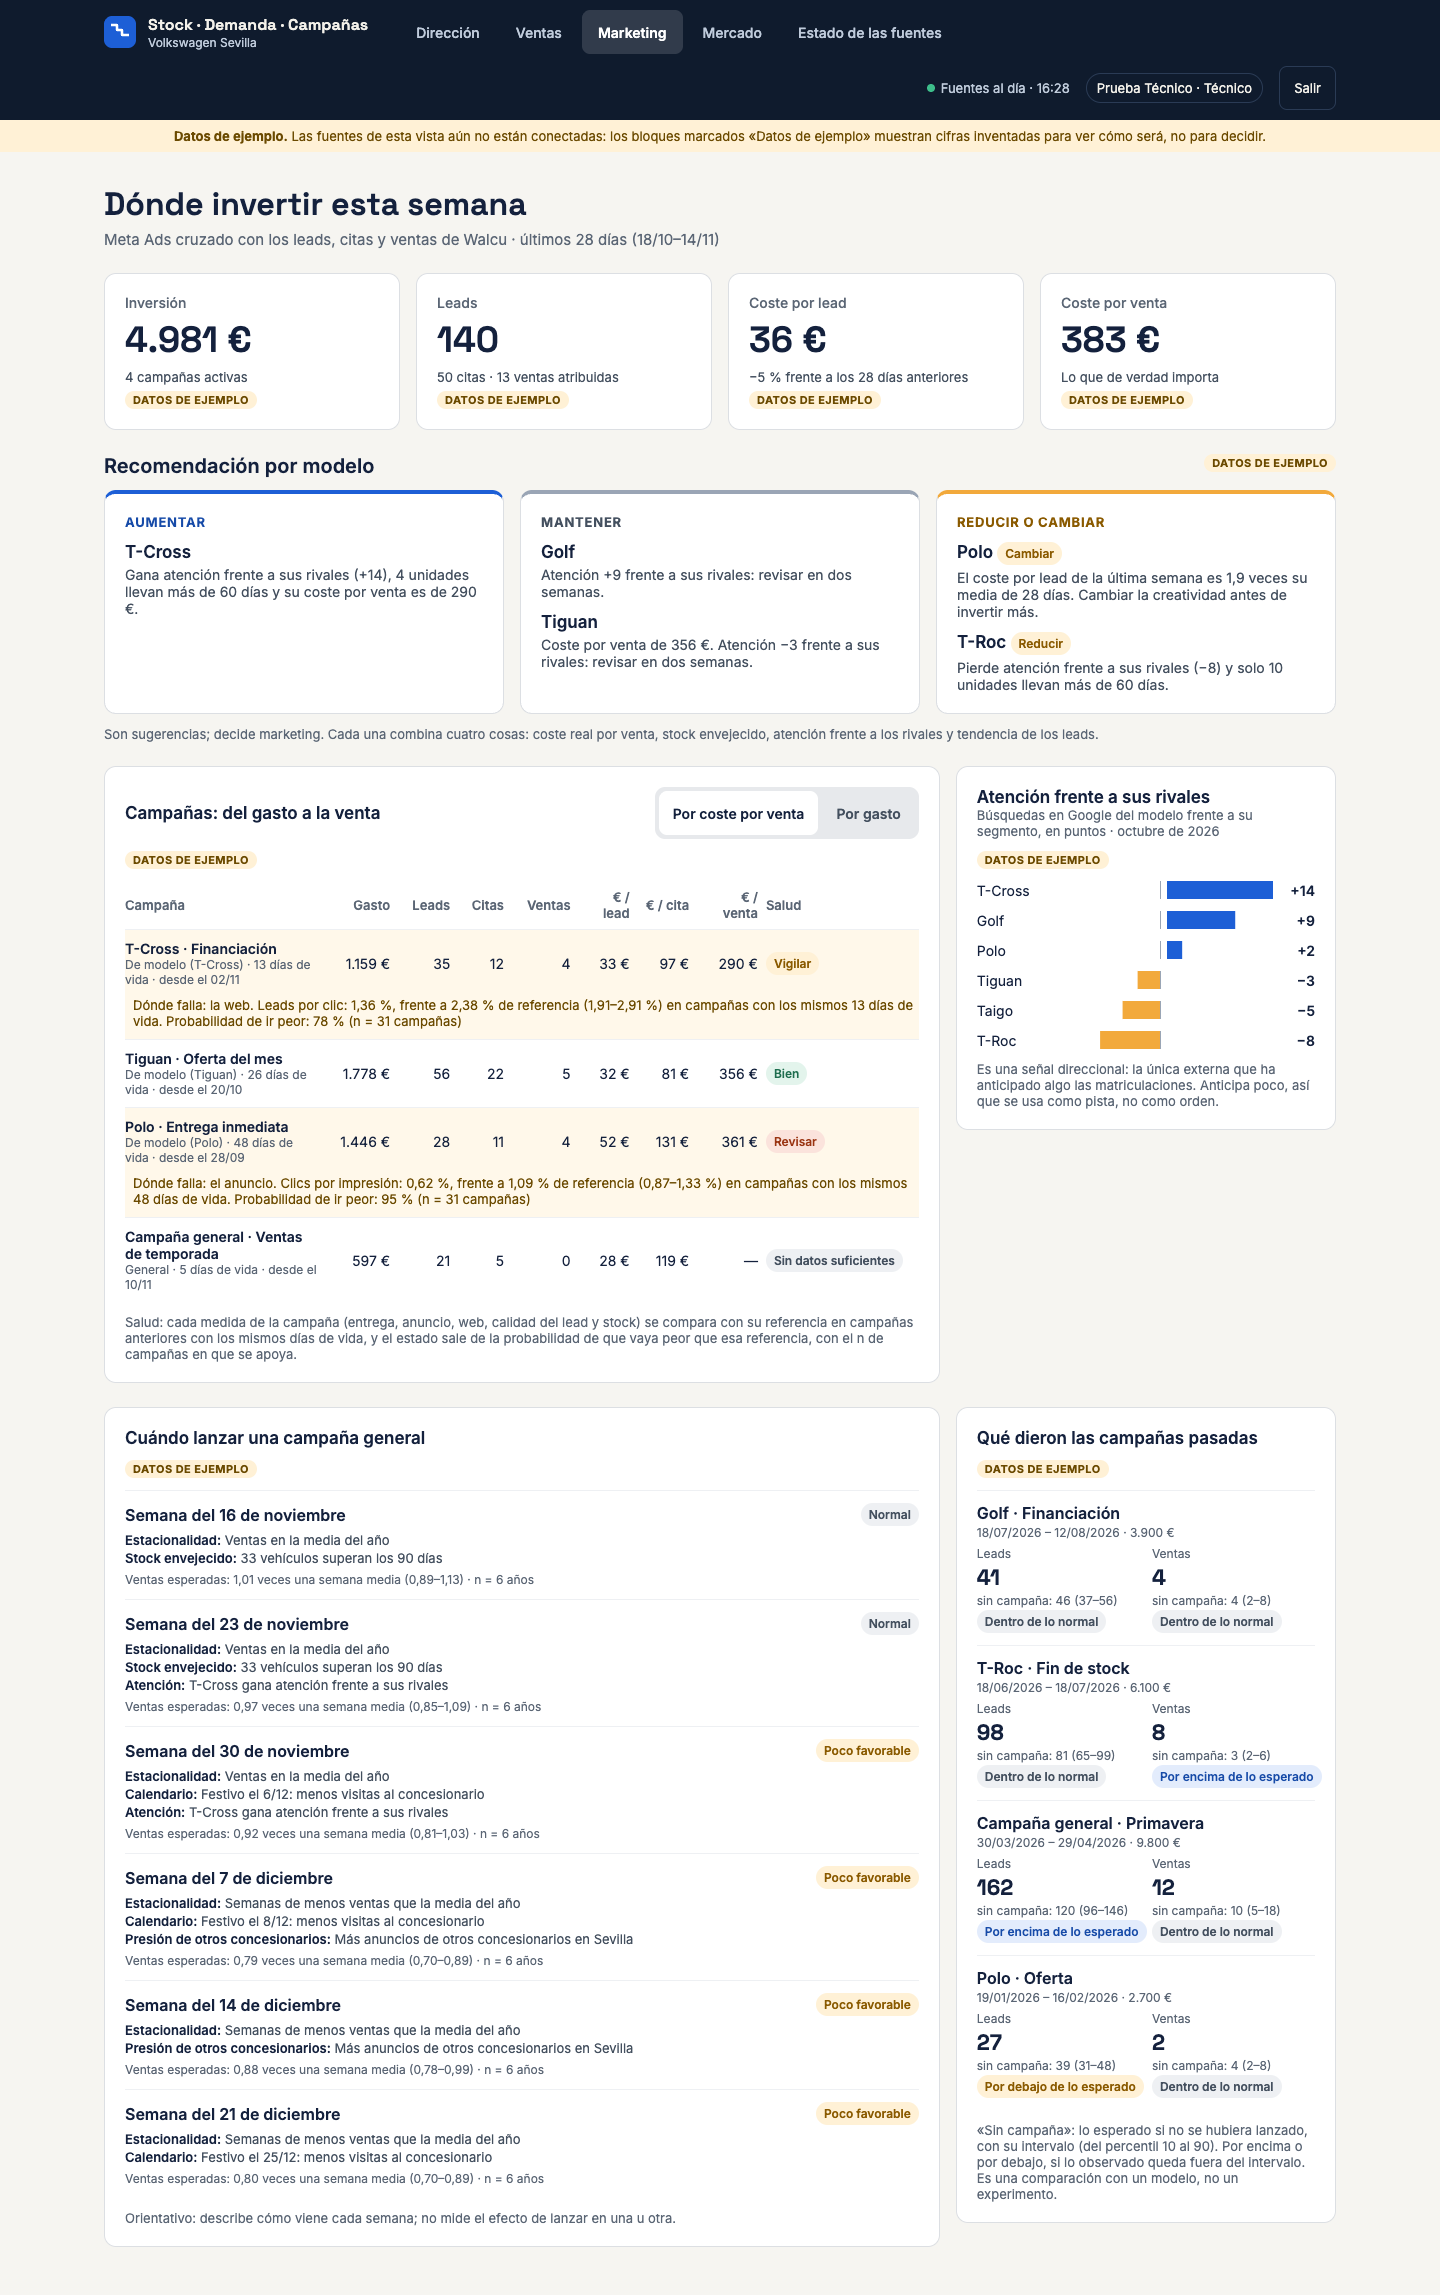 Stock · Demanda · Campañas
Volkswagen Sevilla
Dirección
Ventas
Marketing
Mercado
Estado de las fuentes
Fuentes al día · 16:28
Prueba Técnico · Técnico
Salir
Datos de ejemplo. Las fuentes de esta vista aún no están conectadas: los bloques marcados «Datos de ejemplo» muestran cifras inventadas para ver cómo será, no para decidir.
Dónde invertir esta semana
Meta Ads cruzado con los leads, citas y ventas de Walcu · últimos 28 días (18/10–14/11)
Inversión
4.981 €
4 campañas activas
DATOS DE EJEMPLO
Leads
140
50 citas · 13 ventas atribuidas
DATOS DE EJEMPLO
Coste por lead
36 €
−5 % frente a los 28 días anteriores
DATOS DE EJEMPLO
Coste por venta
383 €
Lo que de verdad importa
DATOS DE EJEMPLO
Recomendación por modelo
DATOS DE EJEMPLO
AUMENTAR
T-Cross
Gana atención frente a sus rivales (+14), 4 unidades
llevan más de 60 días y su coste por venta es de 290
€.
MANTENER
Golf
Atención +9 frente a sus rivales: revisar en dos
semanas.
Tiguan
Coste por venta de 356 €. Atención −3 frente a sus
rivales: revisar en dos semanas.
REDUCIR O CAMBIAR
Polo Cambiar
El coste por lead de la última semana es 1,9 veces su
media de 28 días. Cambiar la creatividad antes de
invertir más.
T-Roc Reducir
Pierde atención frente a sus rivales (−8) y solo 10
unidades llevan más de 60 días.
Son sugerencias; decide marketing. Cada una combina cuatro cosas: coste real por venta, stock envejecido, atención frente a los rivales y tendencia de los leads.
Campañas: del gasto a la venta
Por coste por venta
Por gasto
DATOS DE EJEMPLO
Campaña Gasto Leads Citas Ventas € / lead € / cita € / venta Salud
T-Cross · Financiación
De modelo (T-Cross) · 13 días de
vida · desde el 02/11
1.159 € 35 12 4 33 € 97 € 290 € Vigilar
Dónde falla: la web. Leads por clic: 1,36 %, frente a 2,38 % de referencia (1,91–2,91 %) en campañas con los mismos 13 días de
vida. Probabilidad de ir peor: 78 % (n = 31 campañas)
Tiguan · Oferta del mes
De modelo (Tiguan) · 26 días de
vida · desde el 20/10
1.778 € 56 22 5 32 € 81 € 356 € Bien
Polo · Entrega inmediata
De modelo (Polo) · 48 días de
vida · desde el 28/09
1.446 € 28 11 4 52 € 131 € 361 € Revisar
Dónde falla: el anuncio. Clics por impresión: 0,62 %, frente a 1,09 % de referencia (0,87–1,33 %) en campañas con los mismos
48 días de vida. Probabilidad de ir peor: 95 % (n = 31 campañas)
Campaña general · Ventas
de temporada
General · 5 días de vida · desde el
10/11
597 € 21 5 0 28 € 119 € — Sin datos suficientes
Salud: cada medida de la campaña (entrega, anuncio, web, calidad del lead y stock) se compara con su referencia en campañas
anteriores con los mismos días de vida, y el estado sale de la probabilidad de que vaya peor que esa referencia, con el n de
campañas en que se apoya.
Atención frente a sus rivales
Búsquedas en Google del modelo frente a su
segmento, en puntos · octubre de 2026
DATOS DE EJEMPLO
T-Cross +14
Golf +9
Polo +2
Tiguan −3
Taigo −5
T-Roc −8
Es una señal direccional: la única externa que ha
anticipado algo las matriculaciones. Anticipa poco, así
que se usa como pista, no como orden.
Cuándo lanzar una campaña general
DATOS DE EJEMPLO
Semana del 16 de noviembre
Normal
Estacionalidad: Ventas en la media del año
Stock envejecido: 33 vehículos superan los 90 días
Ventas esperadas: 1,01 veces una semana media (0,89–1,13) · n = 6 años
Semana del 23 de noviembre
Normal
Estacionalidad: Ventas en la media del año
Stock envejecido: 33 vehículos superan los 90 días
Atención: T-Cross gana atención frente a sus rivales
Ventas esperadas: 0,97 veces una semana media (0,85–1,09) · n = 6 años
Semana del 30 de noviembre
Poco favorable
Estacionalidad: Ventas en la media del año
Calendario: Festivo el 6/12: menos visitas al concesionario
Atención: T-Cross gana atención frente a sus rivales
Ventas esperadas: 0,92 veces una semana media (0,81–1,03) · n = 6 años
Semana del 7 de diciembre
Poco favorable
Estacionalidad: Semanas de menos ventas que la media del año
Calendario: Festivo el 8/12: menos visitas al concesionario
Presión de otros concesionarios: Más anuncios de otros concesionarios en Sevilla
Ventas esperadas: 0,79 veces una semana media (0,70–0,89) · n = 6 años
Semana del 14 de diciembre
Poco favorable
Estacionalidad: Semanas de menos ventas que la media del año
Presión de otros concesionarios: Más anuncios de otros concesionarios en Sevilla
Ventas esperadas: 0,88 veces una semana media (0,78–0,99) · n = 6 años
Semana del 21 de diciembre
Poco favorable
Estacionalidad: Semanas de menos ventas que la media del año
Calendario: Festivo el 25/12: menos visitas al concesionario
Ventas esperadas: 0,80 veces una semana media (0,70–0,89) · n = 6 años
Orientativo: describe cómo viene cada semana; no mide el efecto de lanzar en una u otra.
Qué dieron las campañas pasadas
DATOS DE EJEMPLO
Golf · Financiación
18/07/2026 – 12/08/2026 · 3.900 €
Leads Ventas
41 4
sin campaña: 46 (37–56) sin campaña: 4 (2–8)
Dentro de lo normal Dentro de lo normal
T-Roc · Fin de stock
18/06/2026 – 18/07/2026 · 6.100 €
Leads Ventas
98 8
sin campaña: 81 (65–99) sin campaña: 3 (2–6)
Dentro de lo normal Por encima de lo esperado
Campaña general · Primavera
30/03/2026 – 29/04/2026 · 9.800 €
Leads Ventas
162 12
sin campaña: 120 (96–146) sin campaña: 10 (5–18)
Por encima de lo esperado Dentro de lo normal
Polo · Oferta
19/01/2026 – 16/02/2026 · 2.700 €
Leads Ventas
27 2
sin campaña: 39 (31–48) sin campaña: 4 (2–8)
Por debajo de lo esperado Dentro de lo normal
«Sin campaña»: lo esperado si no se hubiera lanzado,
con su intervalo (del percentil 10 al 90). Por encima o
por debajo, si lo observado queda fuera del intervalo.
Es una comparación con un modelo, no un
experimento.